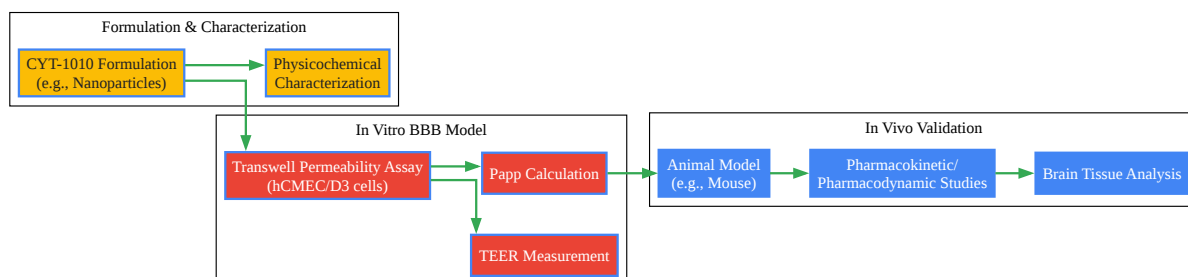 Formulation & Characterization
CYT-1010 Formulation
(e.g., Nanoparticles)
Physicochemical
Characterization
In Vitro BBB Model
Transwell Permeability Assay
(hCMEC/D3 cells)
Papp Calculation
TEER Measurement
In Vivo Validation
Animal Model
(e.g., Mouse)
Pharmacokinetic/
Pharmacodynamic Studies
Brain Tissue Analysis